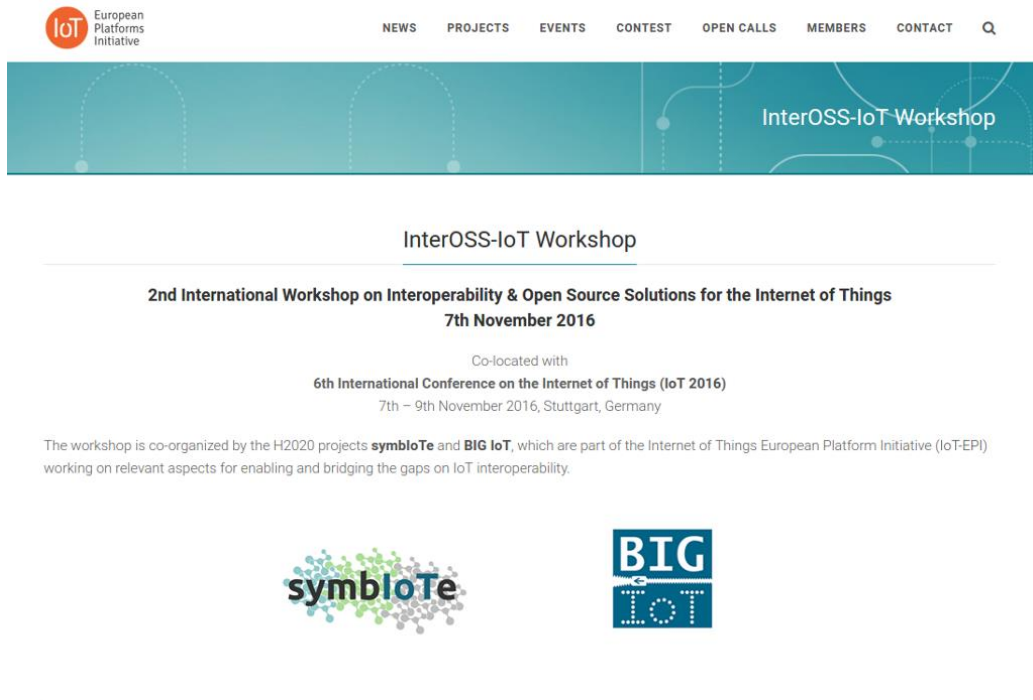 IoT
European
Platforms
Initiative
NEWS PROJECTS EVENTS CONTEST OPEN CALLS MEMBERS CONTACT
InterOSS-IoT Workshop
InterOSS-IoT Workshop
2nd International Workshop on Interoperability & Open Source Solutions for the Internet of Things
7th November 2016
Co-located with
6th International Conference on the Internet of Things (IoT 2016)
7th – 9th November 2016, Stuttgart, Germany
The workshop is co-organized by the H2020 projects symbIoTe and BIG IoT, which are part of the Internet of Things European Platform Initiative (IoT-EPI)
working on relevant aspects for enabling and bridging the gaps on IoT interoperability.
symbIoTe
BIG
IoT